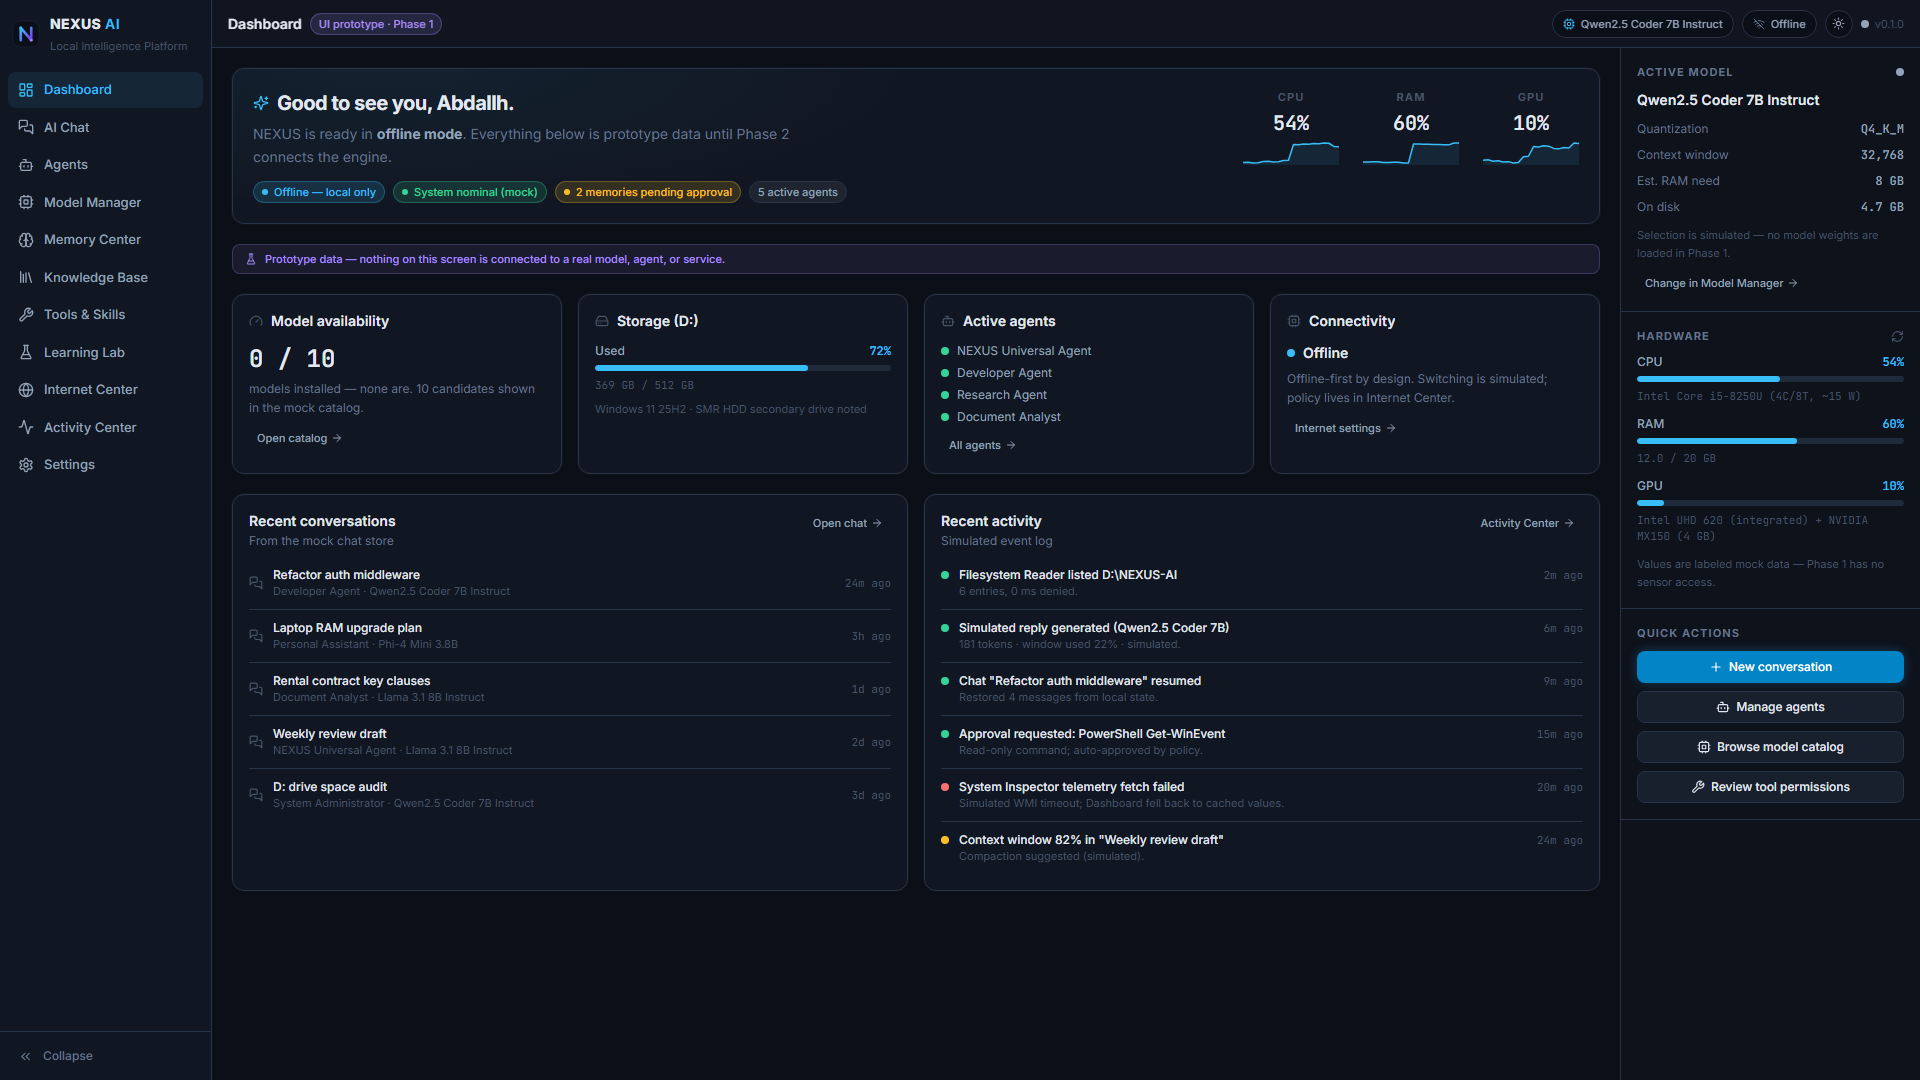 NEXUS AI
Local Intelligence Platform
Dashboard
AI Chat
Agents
Model Manager
Memory Center
Knowledge Base
Tools & Skills
Learning Lab
Internet Center
Activity Center
Settings
Collapse
Dashboard
UI prototype · Phase 1
Qwen2.5 Coder 7B Instruct
Offline
v0.1.0
Good to see you, Abdallh.
NEXUS is ready in offline mode. Everything below is prototype data until Phase 2
connects the engine.
Offline — local only
System nominal (mock)
2 memories pending approval
5 active agents
CPU
54%
RAM
60%
GPU
10%
Prototype data — nothing on this screen is connected to a real model, agent, or service.
Model availability
0 / 10
models installed — none are. 10 candidates shown
in the mock catalog.
Open catalog →
Storage (D:)
Used 72%
369 GB / 512 GB
Windows 11 25H2 · SMR HDD secondary drive noted
Active agents
NEXUS Universal Agent
Developer Agent
Research Agent
Document Analyst
All agents →
Connectivity
Offline
Offline-first by design. Switching is simulated;
policy lives in Internet Center.
Internet settings →
Recent conversations
From the mock chat store
Open chat →
Refactor auth middleware
Developer Agent · Qwen2.5 Coder 7B Instruct
24m ago
Laptop RAM upgrade plan
Personal Assistant · Phi-4 Mini 3.8B
3h ago
Rental contract key clauses
Document Analyst · Llama 3.1 8B Instruct
1d ago
Weekly review draft
NEXUS Universal Agent · Llama 3.1 8B Instruct
2d ago
D: drive space audit
System Administrator · Qwen2.5 Coder 7B Instruct
3d ago
Recent activity
Simulated event log
Activity Center →
Filesystem Reader listed D:\NEXUS-AI
6 entries, 0 ms denied.
2m ago
Simulated reply generated (Qwen2.5 Coder 7B)
181 tokens · window used 22% · simulated.
6m ago
Chat "Refactor auth middleware" resumed
Restored 4 messages from local state.
9m ago
Approval requested: PowerShell Get-WinEvent
Read-only command; auto-approved by policy.
15m ago
System Inspector telemetry fetch failed
Simulated WMI timeout; Dashboard fell back to cached values.
20m ago
Context window 82% in "Weekly review draft"
Compaction suggested (simulated).
24m ago
ACTIVE MODEL
Qwen2.5 Coder 7B Instruct
Quantization Q4_K_M
Context window 32,768
Est. RAM need 8 GB
On disk 4.7 GB
Selection is simulated — no model weights are
loaded in Phase 1.
Change in Model Manager →
HARDWARE
CPU 54%
Intel Core i5-8250U (4C/8T, ~15 W)
RAM 60%
12.0 / 20 GB
GPU 10%
Intel UHD 620 (integrated) + NVIDIA
MX150 (4 GB)
Values are labeled mock data — Phase 1 has no
sensor access.
QUICK ACTIONS
New conversation
Manage agents
Browse model catalog
Review tool permissions